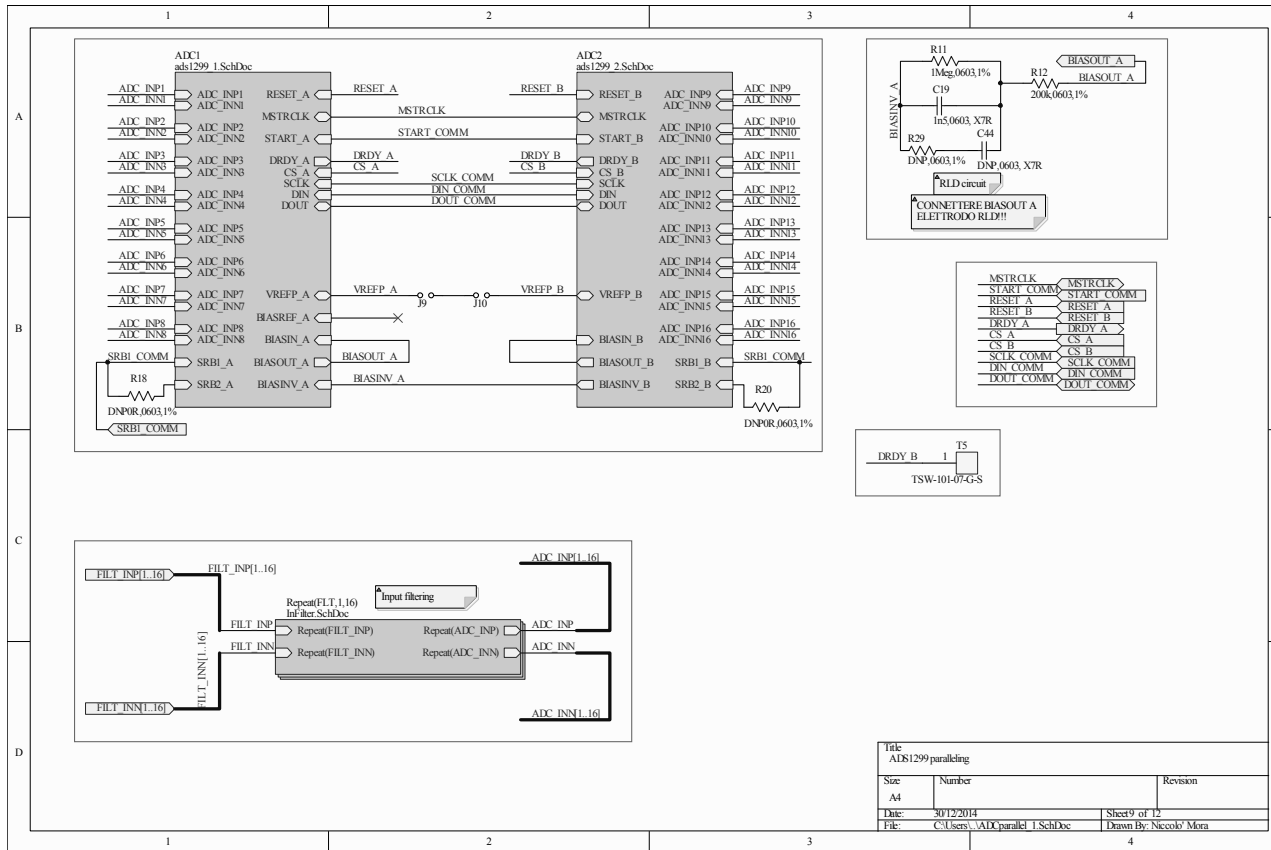 1 2 3 4
A
B
C
D
ADC1
ads1299_1.SchDoc
ADC_INP1
ADC_INN1
ADC_INP2
ADC_INN2
ADC_INP3
ADC_INN3
ADC_INP4
ADC_INN4
ADC_INP5
ADC_INN5
ADC_INP6
ADC_INN6
ADC_INP7
ADC_INN7
ADC_INP8
ADC_INN8
SRB1_COMM
R18
DNP0R,0603,1%
SRB1_COMM
ADC_INP1
ADC_INN1
ADC_INP2
ADC_INN2
ADC_INP3
ADC_INN3
ADC_INP4
ADC_INN4
ADC_INP5
ADC_INN5
ADC_INP6
ADC_INN6
ADC_INP7
ADC_INN7
ADC_INP8
ADC_INN8
SRB1_A
SRB2_A
RESET_A
MSTRCLK
START_A
DRDY_A
CS_A
SCLK
DIN
DOUT
VREFP_A
BIASREF_A
BIASIN_A
BIASOUT_A
BIASINV_A
RESET_A
MSTRCLK
START_COMM
DRDY_A
CS_A
SCLK_COMM
DIN_COMM
DOUT_COMM
VREFP_A
J9
J10
VREFP_B
BIASOUT_A
BIASINV_A
RESET_B
DRDY_B
CS_B
ADC2
ads1299_2.SchDoc
RESET_B
MSTRCLK
START_B
DRDY_B
CS_B
SCLK
DIN
DOUT
VREFP_B
BIASIN_B
BIASOUT_B
BIASINV_B
ADC_INP9
ADC_INN9
ADC_INP10
ADC_INN10
ADC_INP11
ADC_INN11
ADC_INP12
ADC_INN12
ADC_INP13
ADC_INN13
ADC_INP14
ADC_INN14
ADC_INP15
ADC_INN15
ADC_INP16
ADC_INN16
SRB1_B
SRB2_B
ADC_INP9
ADC_INN9
ADC_INP10
ADC_INN10
ADC_INP11
ADC_INN11
ADC_INP12
ADC_INN12
ADC_INP13
ADC_INN13
ADC_INP14
ADC_INN14
ADC_INP15
ADC_INN15
ADC_INP16
ADC_INN16
SRB1_COMM
R20
DNP0R,0603,1%
R11
1Meg,0603,1%
C19
1n5,0603, X7R
BIASINV_A
R29
DNP,0603,1%
C44
DNP,0603, X7R
R12
200k,0603,1%
BIASOUT_A
BIASOUT_A
RLD circuit
CONNETTERE BIASOUT A
ELETTRODO RLD!!!
MSTRCLK MSTRCLK
START_COMM START_COMM
RESET_A RESET_A
RESET_B RESET_B
DRDY_A DRDY_A
CS_A CS_A
CS_B CS_B
SCLK_COMM SCLK_COMM
DIN_COMM DIN_COMM
DOUT_COMM DOUT_COMM
DRDY_B 1
T5
TSW-101-07-G-S
FILT_INP[1..16]
FILT_INP[1..16]
FILT_INN[1..16]
FILT_INN[1..16]
FILT_INP
FILT_INN
Repeat(FLT,1,16)
InFilter.SchDoc
Input filtering
Repeat(FILT_INP)
Repeat(FILT_INN)
Repeat(ADC_INP)
Repeat(ADC_INN)
ADC_INP
ADC_INN
ADC_INP[1..16]
ADC_INN[1..16]
Title
ADS1299 paralleling
Size
A4
Number
Revision
Date: 30/12/2014
Sheet9 of 12
File: C:\Users\..\ADCparallel_1.SchDoc
Drawn By: Niccolo' Mora
A
B
C
D
1 2 3 4